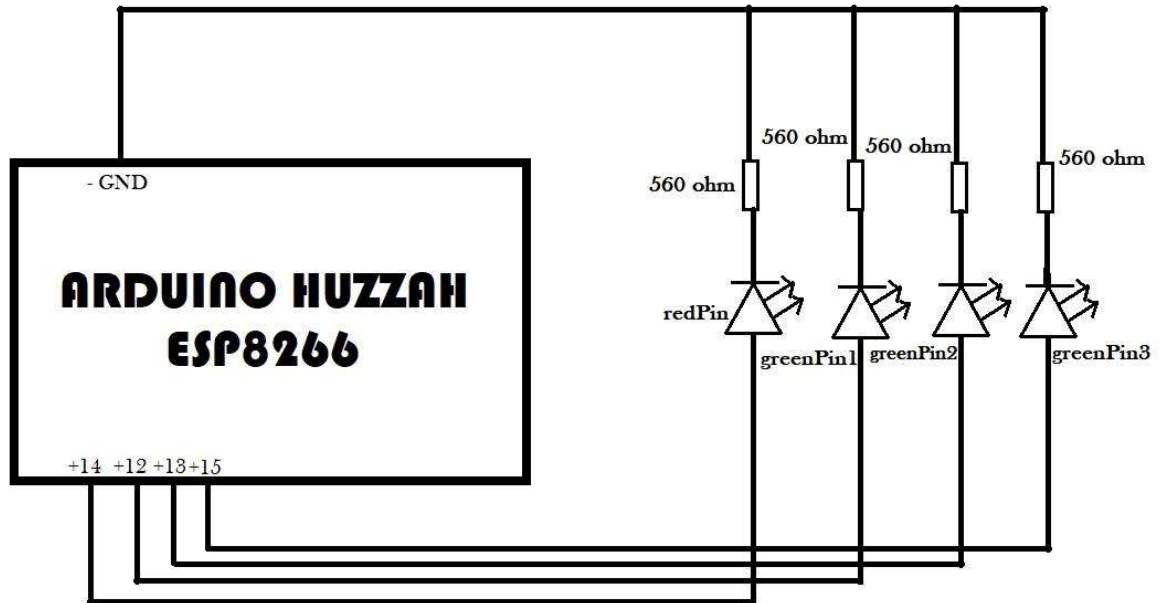 560 ohm
560 ohm
560 ohm
560 ohm
- GND
ARDUINO HUZZAH
ESP8266
redPin
greenPin1
greenPin2
greenPin3
+14 +12 +13 +15